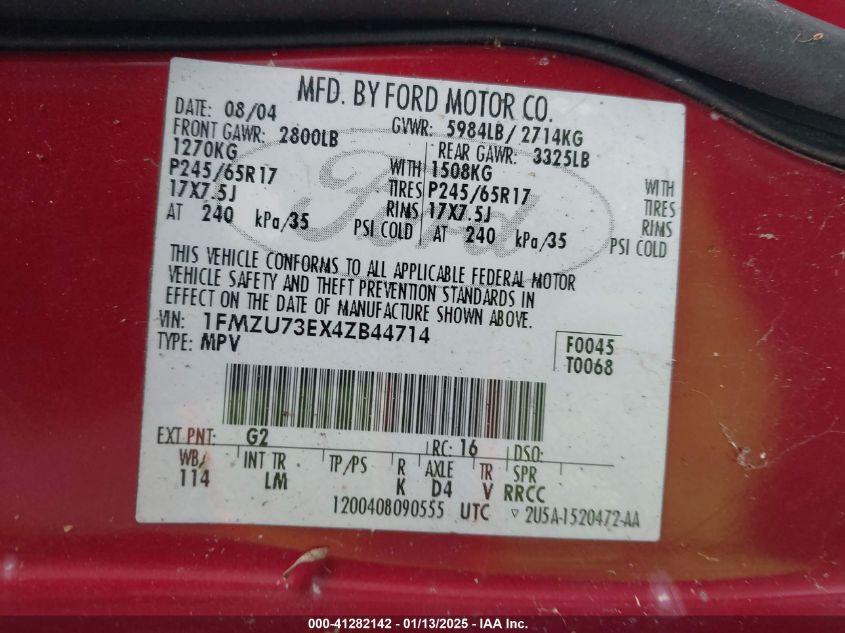 MFD. BY FORD MOTOR CO.
DATE: 08/04 GVWR: 5984LB/ 2714KG
FRONT GAWR: 2800LB REAR GAWR: 3325LB
1270KG WITH 1508KG WITH
P245/65R17 TIRES P245/65R17 TIRES
17X7.5J RIMS 17X7.5J RIMS
AT 240 kPa/35 PSI COLD AT 240 kPa/35 PSI COLD
Ford
THIS VEHICLE CONFORMS TO ALL APPLICABLE FEDERAL MOTOR
VEHICLE SAFETY AND THEFT PREVENTION STANDARDS IN
EFFECT ON THE DATE OF MANUFACTURE SHOWN ABOVE.
VIN: 1FMZU73EX4ZB44714
TYPE: MPV
F0045
T0068
EXT PNT: G2 RC: 16 DSO:
WB INT TR TP/PS R AXLE TR SPR
114 LM K D4 V RRCC
1200408090555 UTC ▽ 2U5A-1520472-AA
000-41282142 - 01/13/2025 - IAA Inc.